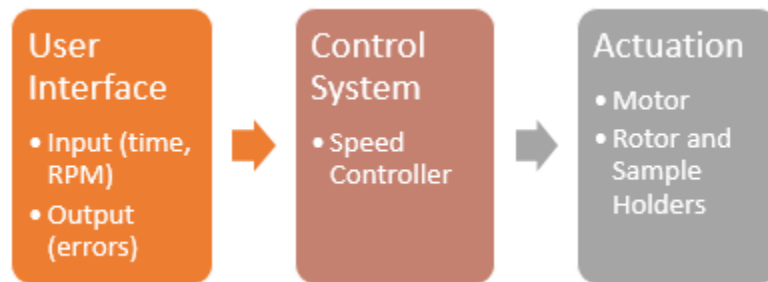 User
Interface
• Input (time,
RPM)
• Output
(errors)
Control
System
• Speed
Controller
Actuation
• Motor
• Rotor and
Sample
Holders